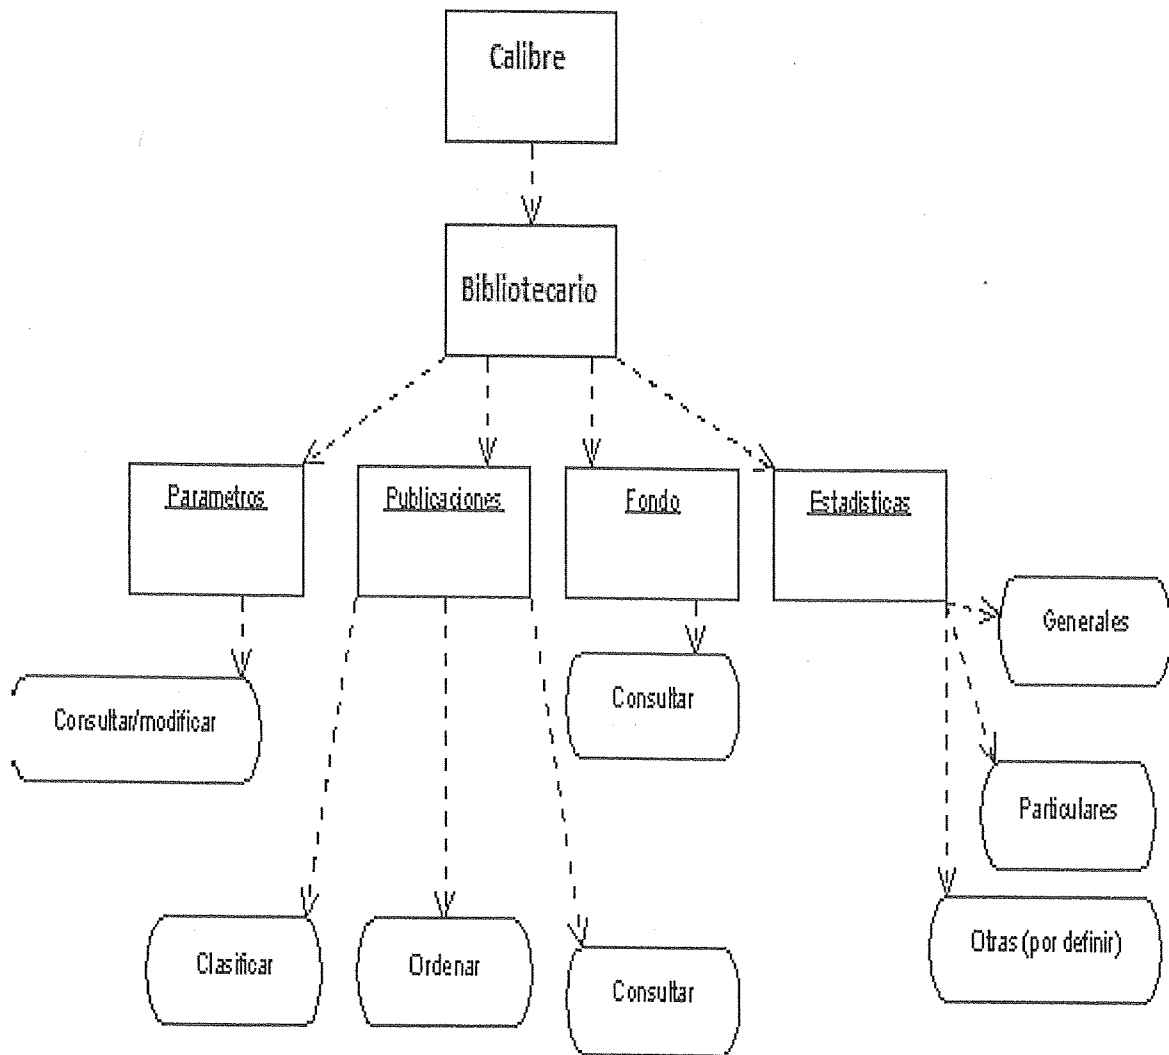 Calibre
Bibliotecario
Parametros
Publicaciones
Fondo
Estadisticas
Generales
Consultar/modificar
Consultar
Particulares
Otras (por definir)
Clasificar
Ordenar
Consultar